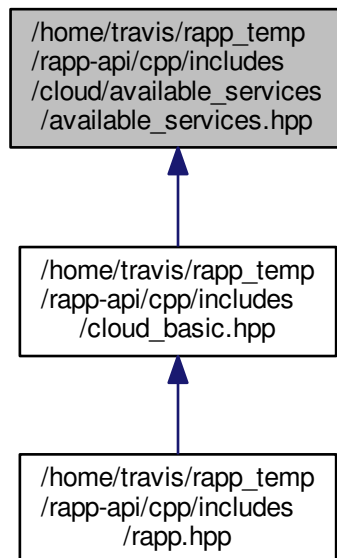 /home/travis/rapp_temp
/rapp-api/cpp/includes
/cloud/available_services
/available_services.hpp
/home/travis/rapp_temp
/rapp-api/cpp/includes
/cloud_basic.hpp
/home/travis/rapp_temp
/rapp-api/cpp/includes
/rapp.hpp